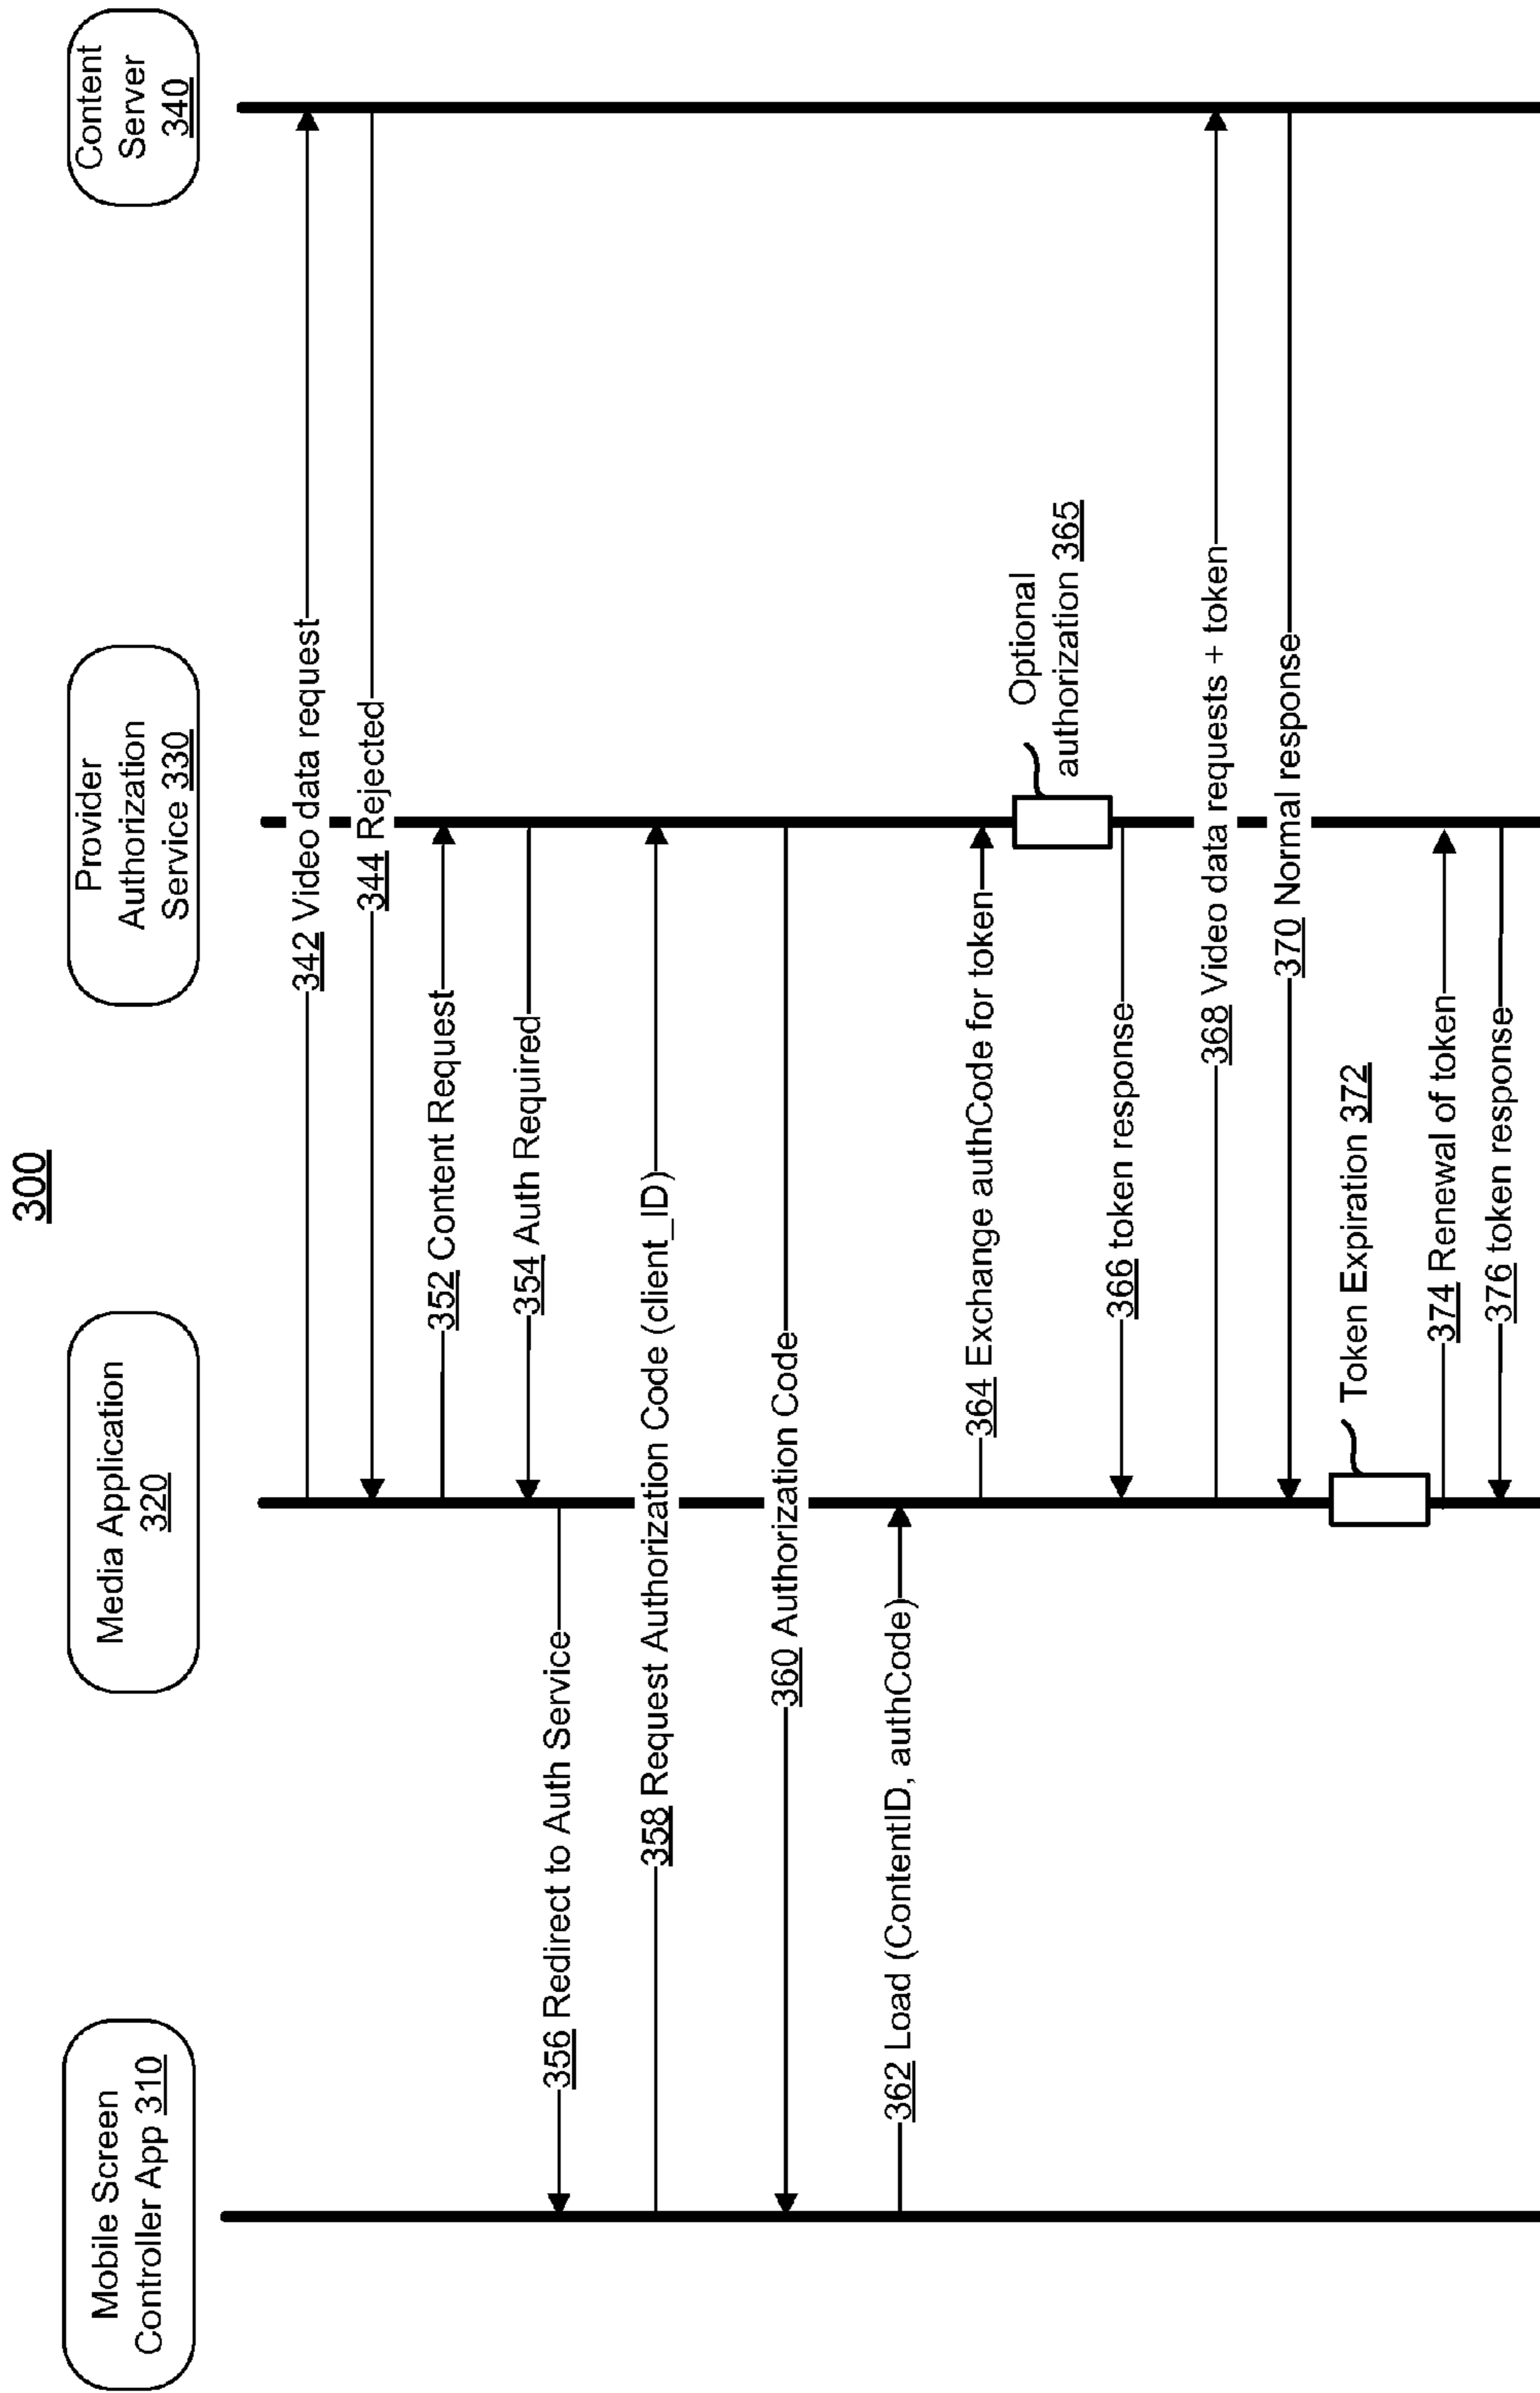 300
Mobile Screen
Controller App 310
Media Application
320
Provider
Authorization
Service 330
Content
Server
340
342 Video data request
344 Rejected
352 Content Request
354 Auth Required
356 Redirect to Auth Service
358 Request Authorization Code (client_ID)
360 Authorization Code
362 Load (ContentID, authCode)
364 Exchange authCode for token
Optional
authorization 365
366 token response
368 Video data requests + token
370 Normal response
Token Expiration 372
374 Renewal of token
376 token response